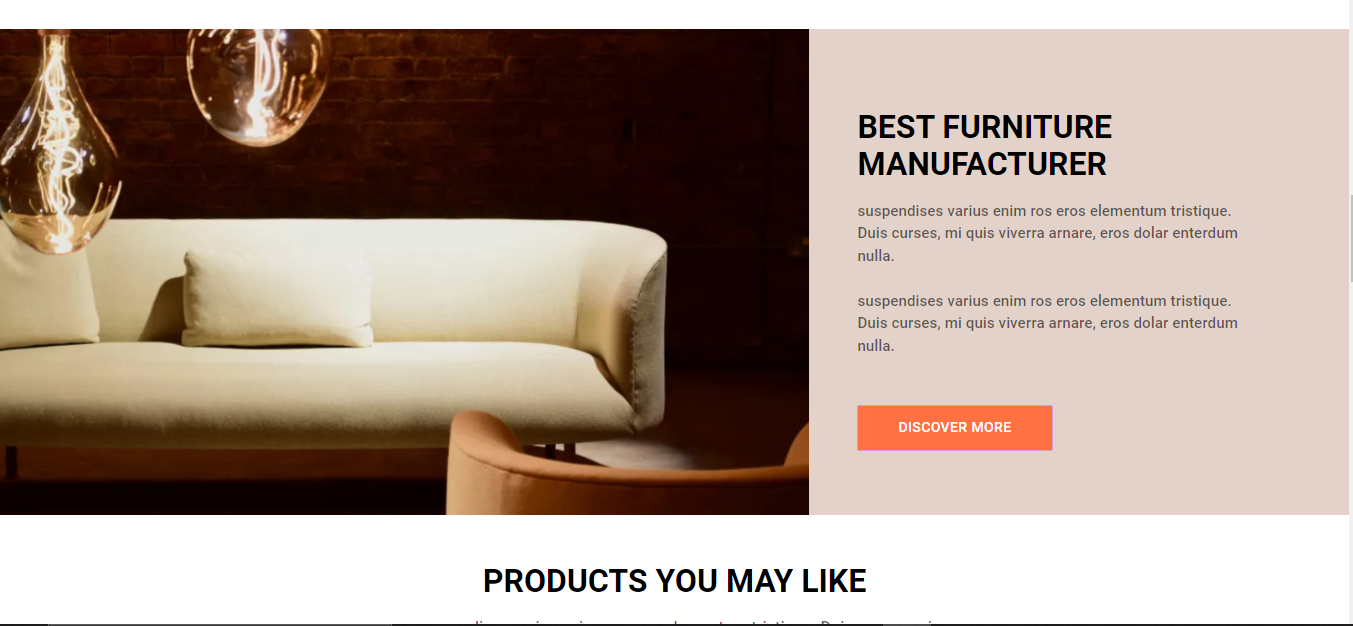 BEST FURNITURE
MANUFACTURER
suspendises varius enim ros eros elementum tristique.
Duis curses, mi quis viverra arnare, eros dolar enterdum
nulla.
suspendises varius enim ros eros elementum tristique.
Duis curses, mi quis viverra arnare, eros dolar enterdum
nulla.
DISCOVER MORE
PRODUCTS YOU MAY LIKE